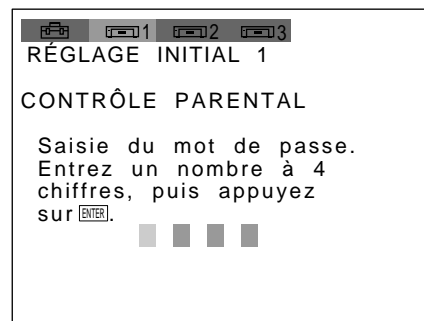 1 2 3
RÉGLAGE INITIAL 1
CONTRÔLE PARENTAL
Saisie du mot de passe.
Entrez un nombre à 4
chiffres, puis appuyez
sur ENTER.